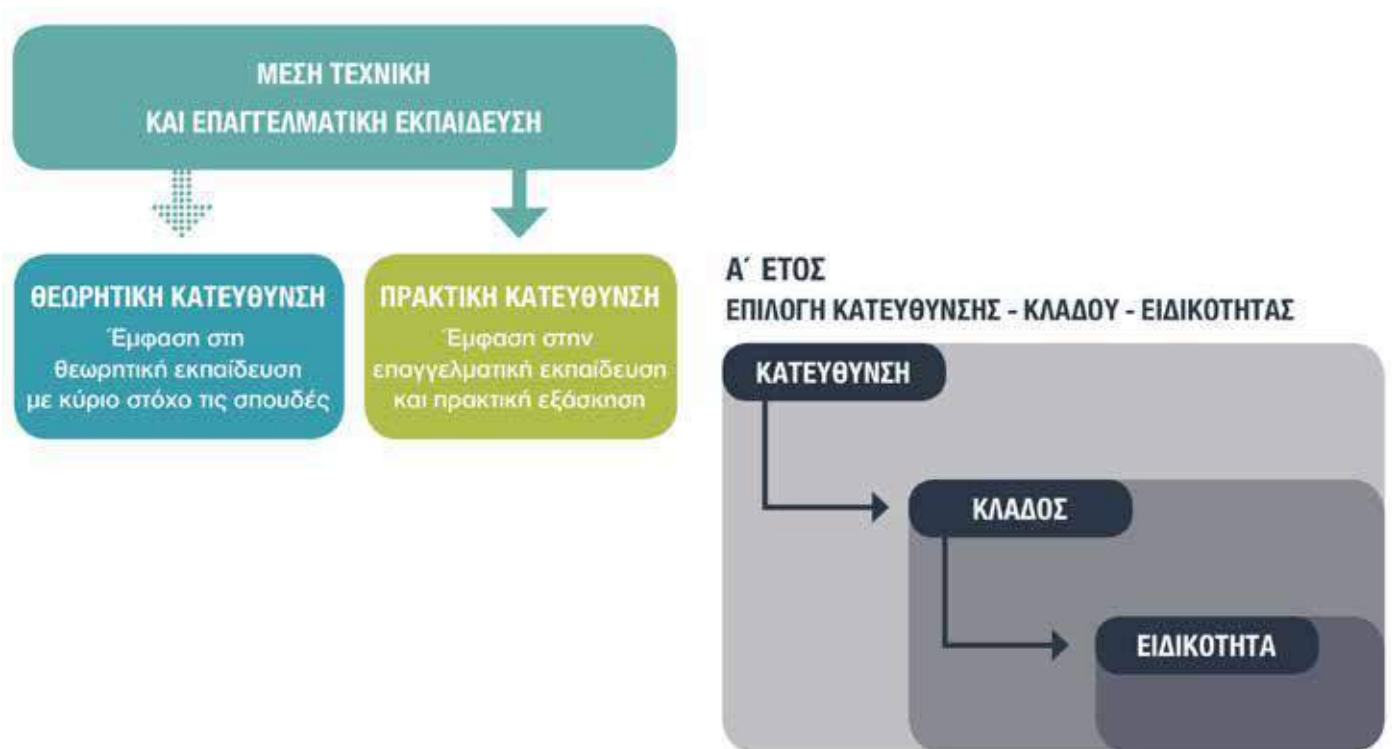 ΜΕΣΗ ΤΕΧΝΙΚΗ
ΚΑΙ ΕΠΑΓΓΕΛΜΑΤΙΚΗ ΕΚΠΑΙΔΕΥΣΗ
ΘΕΩΡΗΤΙΚΗ ΚΑΤΕΥΘΥΝΣΗ
Έμφαση στη
θεωρητική εκπαίδευση
με κύριο στόχο τις σπουδές
ΠΡΑΚΤΙΚΗ ΚΑΤΕΥΘΥΝΣΗ
Έμφαση στην
επαγγελματική εκπαίδευση
και πρακτική εξάσκηση
Α΄ ΕΤΟΣ
ΕΠΙΛΟΓΗ ΚΑΤΕΥΘΥΝΣΗΣ - ΚΛΑΔΟΥ - ΕΙΔΙΚΟΤΗΤΑΣ
ΚΑΤΕΥΘΥΝΣΗ
ΚΛΑΔΟΣ
ΕΙΔΙΚΟΤΗΤΑ